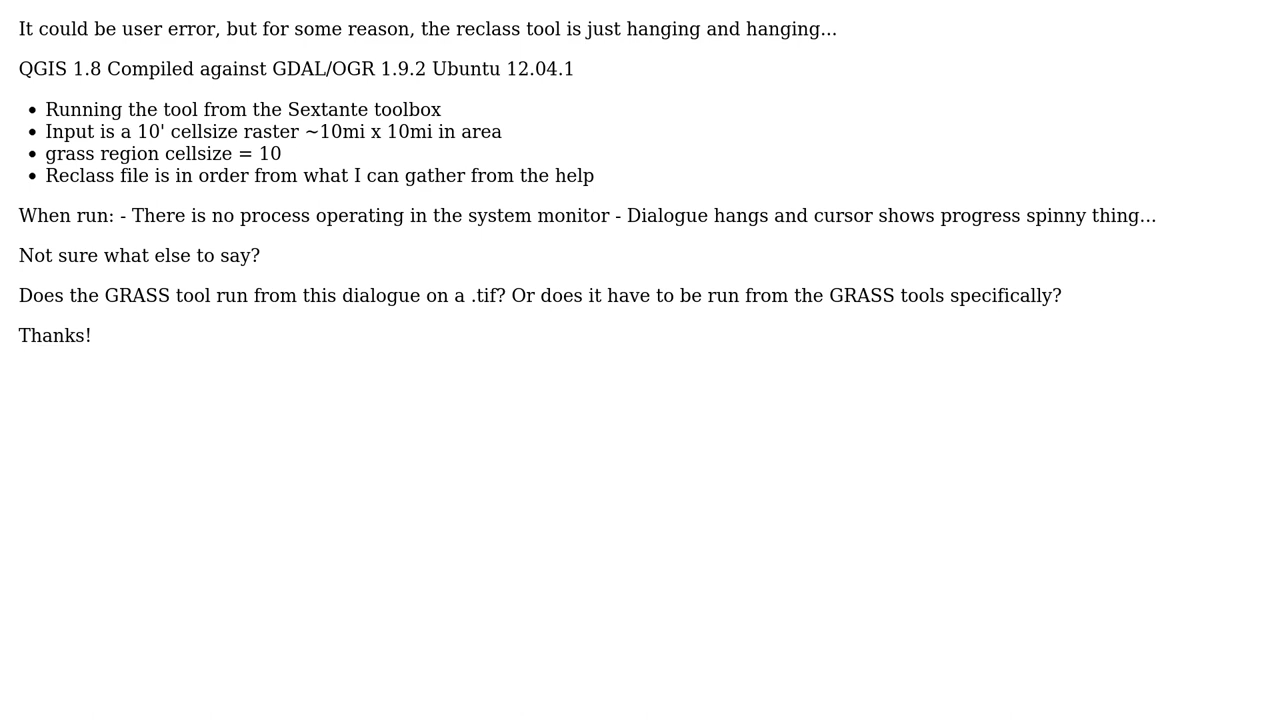 It could be user error, but for some reason, the reclass tool is just hanging and hanging...
QGIS 1.8 Compiled against GDAL/OGR 1.9.2 Ubuntu 12.04.1
• Running the tool from the Sextante toolbox
• Input is a 10' cellsize raster ~10mi x 10mi in area
• grass region cellsize = 10
• Reclass file is in order from what I can gather from the help
When run: - There is no process operating in the system monitor - Dialogue hangs and cursor shows progress spinny thing...
Not sure what else to say?
Does the GRASS tool run from this dialogue on a .tif? Or does it have to be run from the GRASS tools specifically?
Thanks!